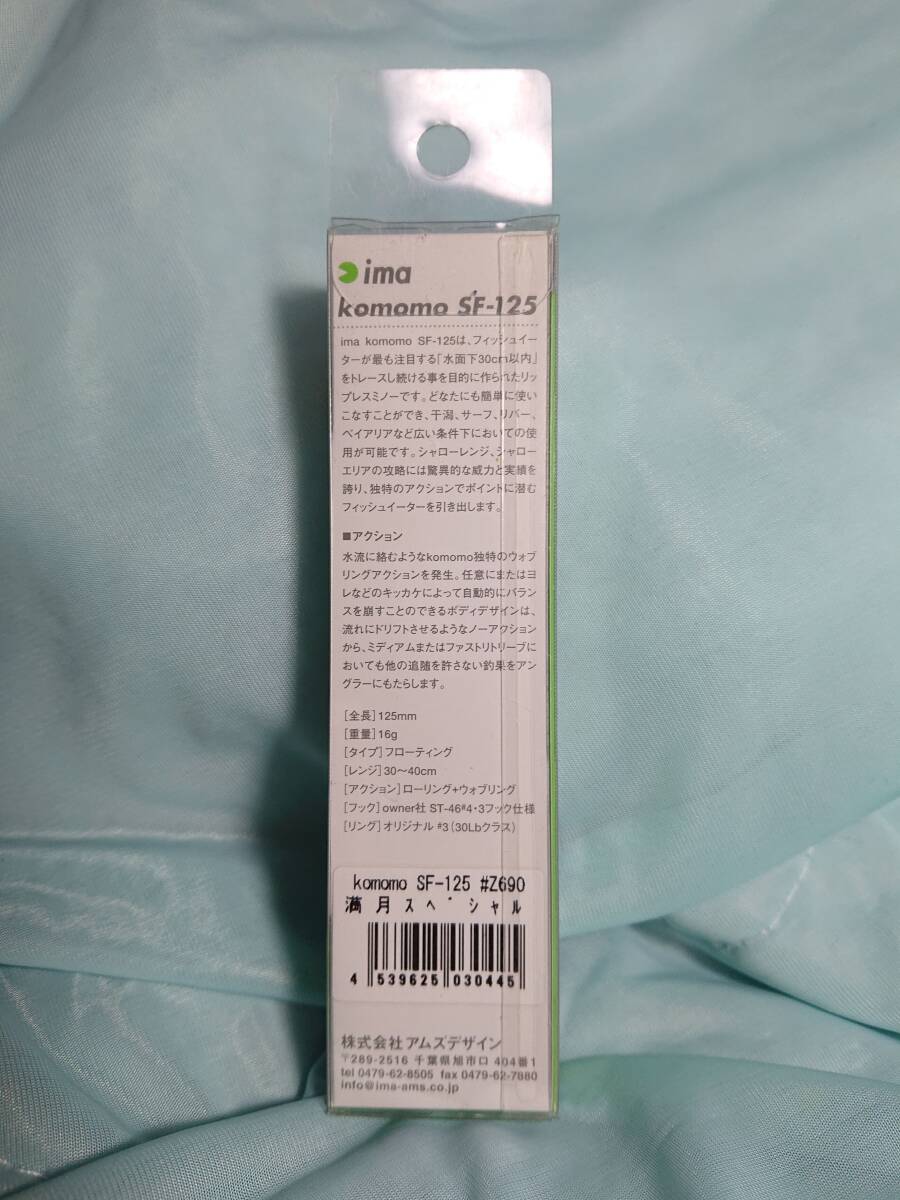 ima
komomo SF-125
ima komomo SF-125は、フィッシュイー
ターが最も注目する「水面下30cm以内」
をトレースし続ける事を目的に作られたリッ
プレスミノーです。どなたにも簡単に使い
こなすことができ、干潟、サーフ、リバー、
ベイアリアなど広い条件下においての使
用が可能です。シャローレンジ、シャロー
エリアの攻略には驚異的な威力と実績を
誇り、独特のアクションでポイントに潜む
フィッシュイーターを引き出します。
■アクション
水流に絡むようなkomomo独特のウォブ
リングアクションを発生。任意にまたはヨ
レなどのキッカケによって自動的にバラン
スを崩すことのできるボディデザインは、
流れにドリフトさせるようなノーアクション
から、ミディアムまたはファストリトリーブに
おいても他の追随を許さない釣果をアン
グラーにもたらします。
[全長]125mm
[重量]16g
[タイプ]フローティング
[レンジ]30〜40cm
[アクション]ローリング+ウォブリング
[フック]owner社 ST-46#4・3フック仕様
[リング]オリジナル #3(30Lbクラス)
komomo SF-125 #Z690
満月スペシャル
4 539625 030445
株式会社アムズデザイン
〒289-2516 千葉県旭市ロ 404番1
tel 0479-62-8505 fax 0479-62-7880
info@ima-ams.co.jp